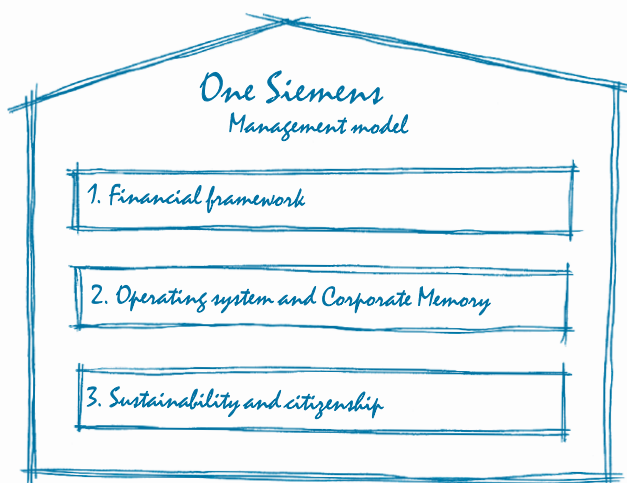 One Siemens
Management model
1. Financial framework
2. Operating system and Corporate Memory
3. Sustainability and citizenship